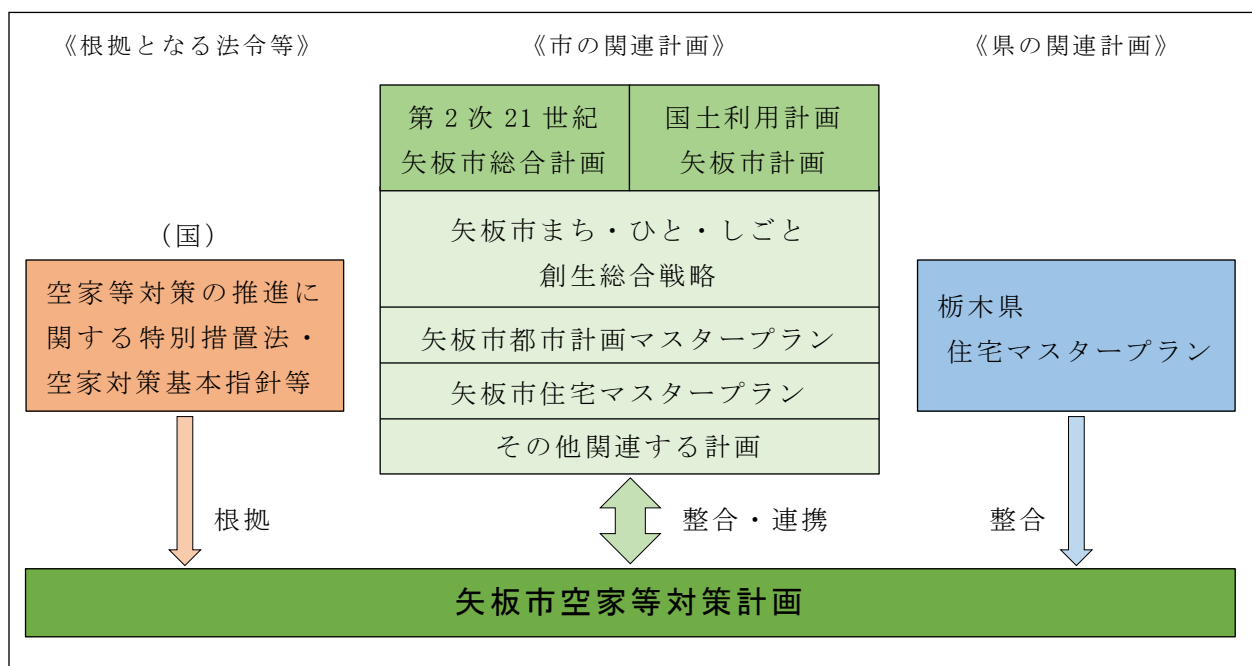 《根拠となる法令等》
《市の関連計画》
《県の関連計画》
第2次21世紀
矢板市総合計画
国土利用計画
矢板市計画
矢板市まち・ひと・しごと
創生総合戦略
矢板市都市計画マスタープラン
矢板市住宅マスタープラン
その他関連する計画
（国）
空家等対策の推進に
関する特別措置法・
空家対策基本指針等
栃木県
住宅マスタープラン
根拠
整合・連携
整合
矢板市空家等対策計画